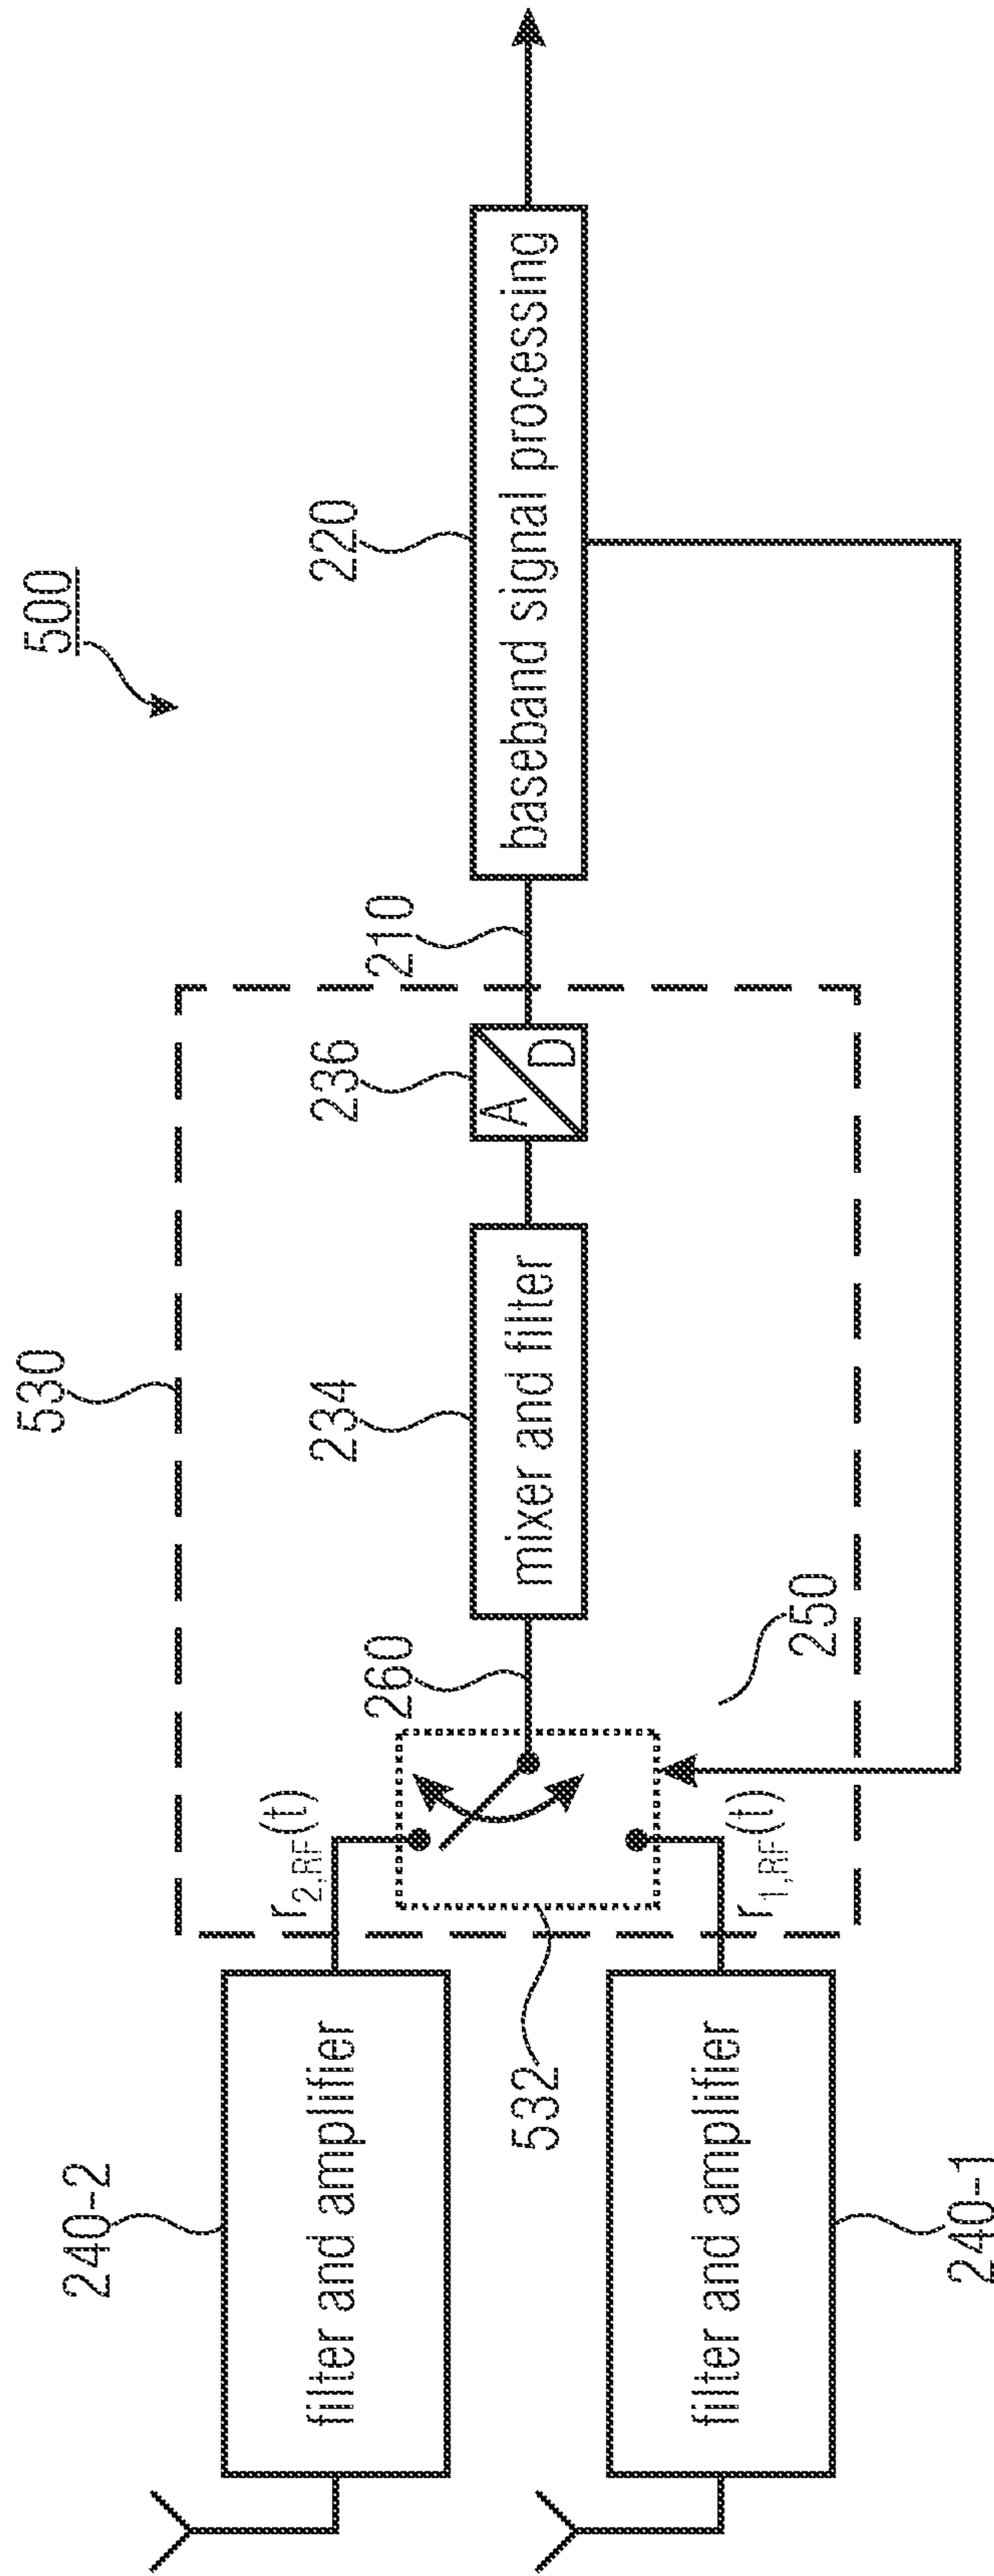 500
530
240-2
filter and amplifier
r2,RF(t)
260
234
mixer and filter
236
A
D
210
220
baseband signal processing
532
250
r1,RF(t)
filter and amplifier
240-1